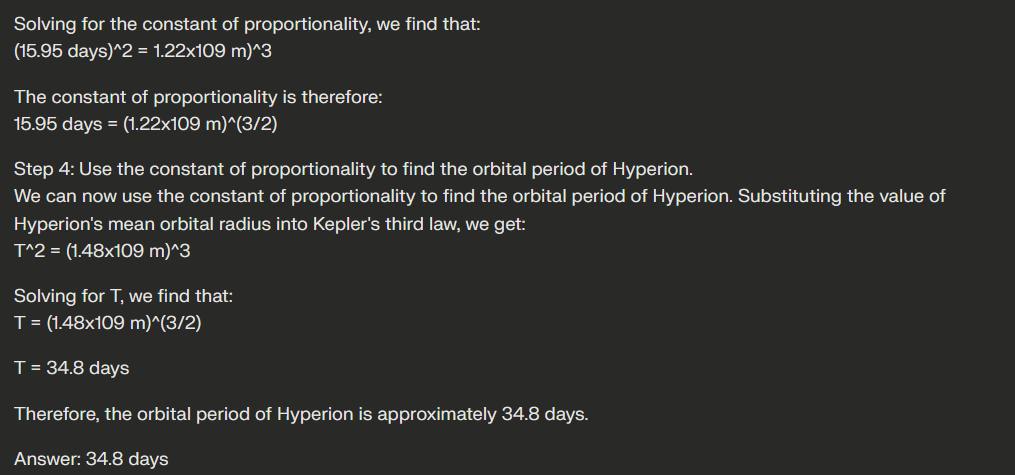 Solving for the constant of proportionality, we find that:
(15.95 days)^2 = 1.22x109 m)^3
The constant of proportionality is therefore:
15.95 days = (1.22x109 m)^(3/2)
Step 4: Use the constant of proportionality to find the orbital period of Hyperion.
We can now use the constant of proportionality to find the orbital period of Hyperion. Substituting the value of
Hyperion's mean orbital radius into Kepler's third law, we get:
T^2 = (1.48x109 m)^3
Solving for T, we find that:
T = (1.48x109 m)^(3/2)
T = 34.8 days
Therefore, the orbital period of Hyperion is approximately 34.8 days.
Answer: 34.8 days